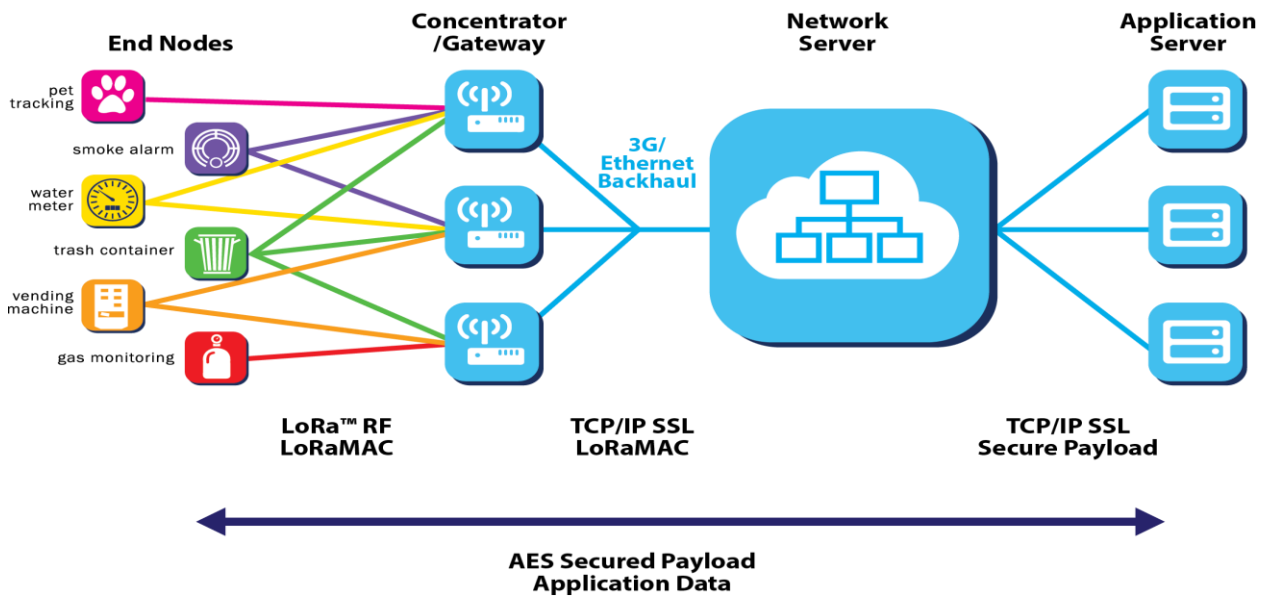 End Nodes
Concentrator
/Gateway
Network
Server
Application
Server
pet
tracking
smoke alarm
water
meter
trash container
vending
machine
gas monitoring
3G/
Ethernet
Backhaul
LoRa™ RF
LoRaMAC
TCP/IP SSL
LoRaMAC
TCP/IP SSL
Secure Payload
AES Secured Payload
Application Data